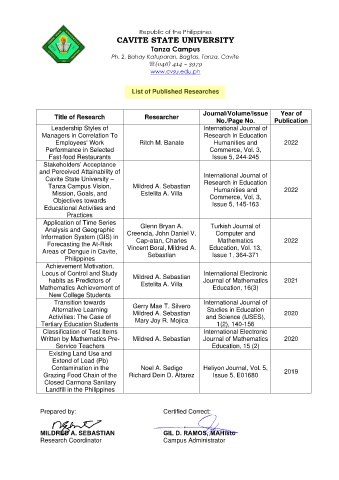 Republic of the Philippines
CAVITE STATE UNIVERSITY
Tanza Campus
Ph. 2, Bahay Katuparan, Bagtas, Tanza, Cavite
(046) 414 – 3979
www.cvsu.edu.ph
List of Published Researches
Title of Research
Researcher
Journal/Volume/Issue No./Page No.
Year of Publication
Leadership Styles of
Managers in Correlation To
Employees' Work
Performance in Selected
Fast food Restaurants
Ritch M. Banate
International Journal of
Research in Education
Humanities and
Commerce, Vol. 3,
Issue 5, 244-245
2022
Stakeholders' Acceptance
and Perceived Attainability of
Cavite State University –
Tanza Campus Vision,
Mission, Goals, and
Objectives towards
Educational Activities and
Practices
Mildred A. Sebastian
Estelita A. Villa
International Journal of
Research in Education
Humanities and
Commerce, Vol. 3,
Issue 5, 145-163
2022
Application of Time Series
Analysis and Geographic
Information System (GIS) in
Forecasting the At-Risk
Areas of Dengue in Cavite,
Philippines
Glenn Bryan A.
Creencia, John Daniel V.
Cap-atan, Charles
Vincent Boral, Mildred A.
Sebastian
Turkish Journal of
Computer and
Mathematics
Education, Vol. 13,
Issue 1, 364-371
2022
Achievement Motivation,
Locus of Control and Study
habits as Predictors of
Mathematics Achievement of
New College Students
Mildred A. Sebastian
Estelita A. Villa
International Electronic
Journal of Mathematics
Education, 16(3)
2021
Transition towards
Alternative Learning
Activities: The Case of
Tertiary Education Students
Gerry Mae T. Silvero
Mildred A. Sebastian
Mary Joy R. Mojica
International Journal of
Studies in Education
and Science (IJSES),
1(2), 140-156
2020
Classification of Test Items
Written by Mathematics Pre-
Service Teachers
Mildred A. Sebastian
International Electronic
Journal of Mathematics
Education, 15 (2)
2020
Existing Land Use and
Extend of Lead (Pb)
Contamination in the
Grazing Food Chain of the
Closed Carmona Sanitary
Landfill in the Philippines
Noel A. Sedigo
Richard Dein D. Altarez
Heliyon Journal, Vol. 5,
Issue 5, E01680
2019
Prepared by:
Certified Correct:
MILDRED A. SEBASTIAN
GIL D. RAMOS, MAHisto
Research Coordinator
Campus Administrator